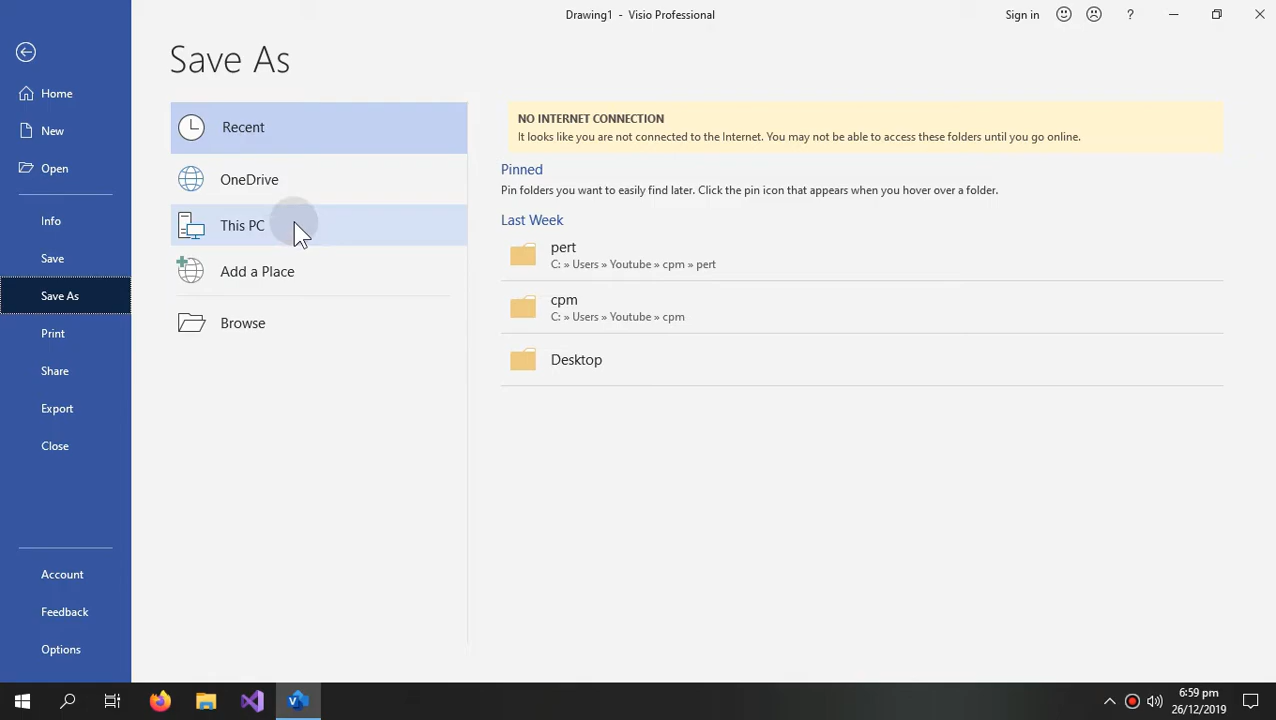 Drawing1 - Visio Professional
Sign in
?
Save As
Home
New
Open
Info
Save
Save As
Print
Share
Export
Close
Account
Feedback
Options
Recent
OneDrive
This PC
Add a Place
Browse
NO INTERNET CONNECTION
It looks like you are not connected to the Internet. You may not be able to access these folders until you go online.
Pinned
Pin folders you want to easily find later. Click the pin icon that appears when you hover over a folder.
Last Week
pert
C: » Users » Youtube » cpm » pert
cpm
C: » Users » Youtube » cpm
Desktop
6:59 pm
26/12/2019